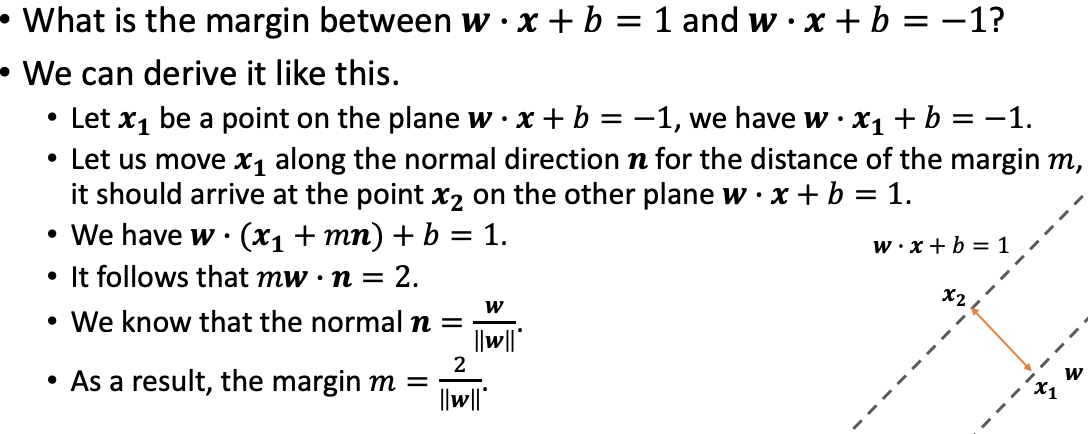 • What is the margin between w · x + b = 1 and w · x + b = −1?
• We can derive it like this.
• Let x₁ be a point on the plane w · x + b = −1, we have w · x₁ + b = −1.
• Let us move x₁ along the normal direction n for the distance of the margin m,
it should arrive at the point x₂ on the other plane w · x + b = 1.
• We have w · (x₁ + mn) + b = 1.
• It follows that mw · n = 2.
• We know that the normal n = w/‖w‖.
• As a result, the margin m = 2/‖w‖.
w · x + b = 1
x₂
x₁
w